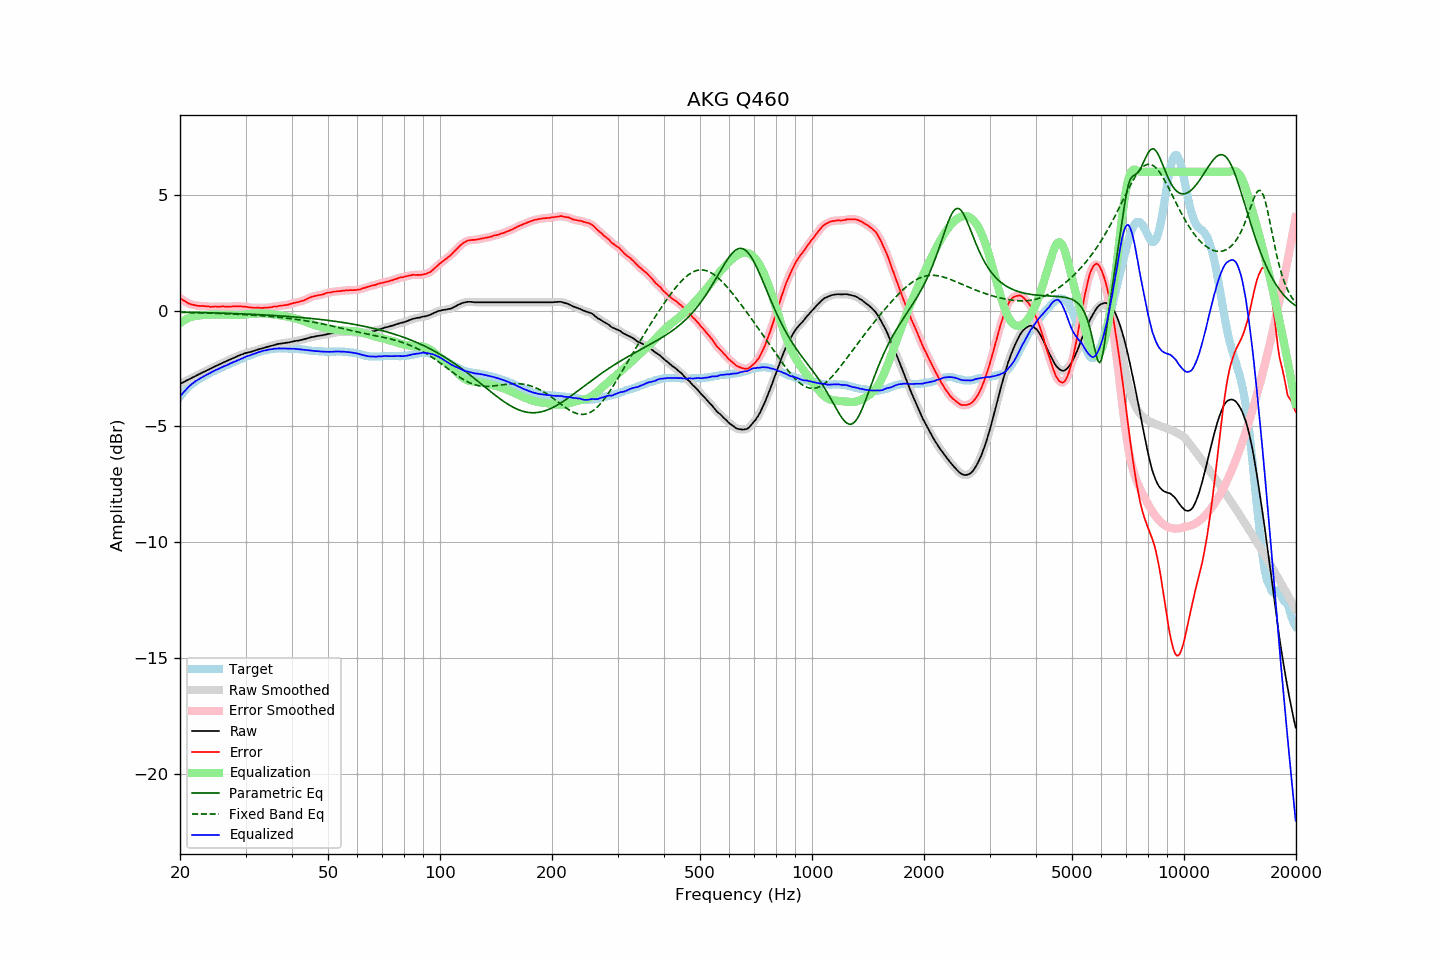 AKG Q460
Amplitude (dBr)
5
0
−5
−10
−15
−20
Target
Raw Smoothed
Error Smoothed
Raw
Error
Equalization
Parametric Eq
Fixed Band Eq
Equalized
20 50 100 200 500 1000 2000 5000 10000 20000
Frequency (Hz)